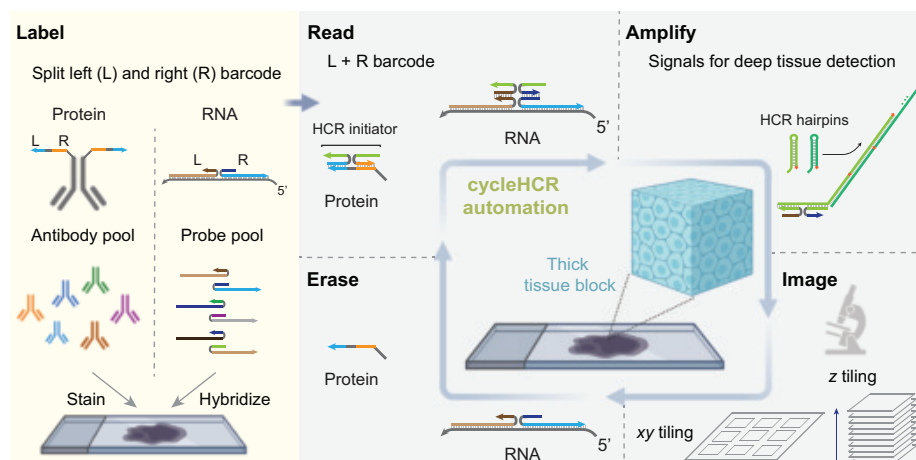 Label
Split left (L) and right (R) barcode
Protein
RNA
L
R
L
R
5'
Antibody pool
Probe pool
Stain
Hybridize
Read
L + R barcode
HCR initiator
Protein
RNA
5'
Amplify
Signals for deep tissue detection
HCR hairpins
cycleHCR
automation
Thick
tissue block
Erase
Protein
RNA
5'
Image
z tiling
xy tiling